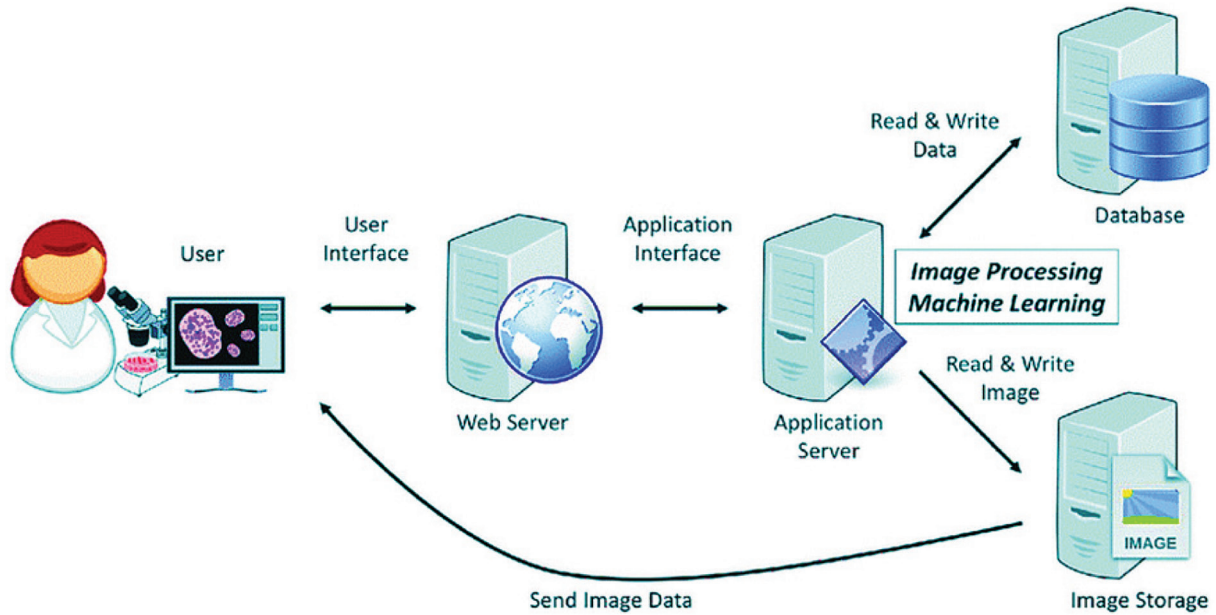 Read & Write
Data
Database
User
User
Interface
Application
Interface
Image Processing
Machine Learning
Web Server
Application
Server
Read & Write
Image
IMAGE
Send Image Data
Image Storage